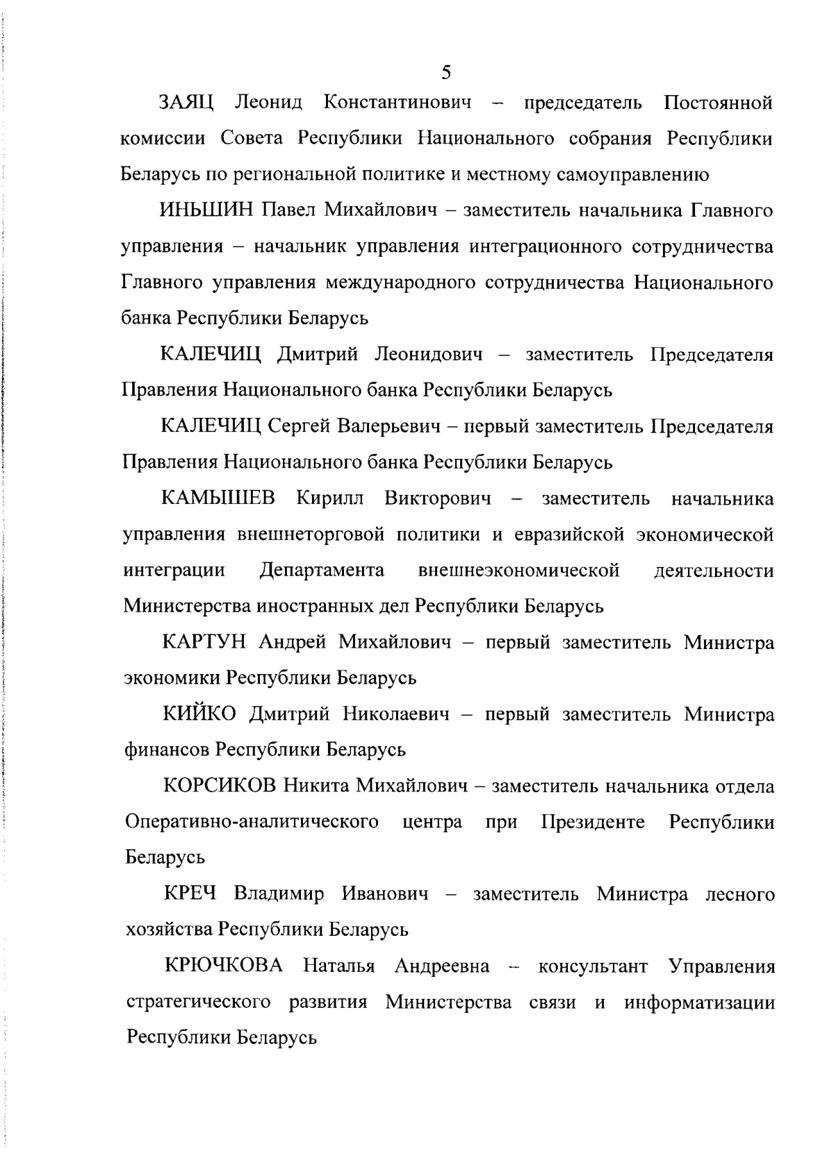 5
ЗАЯЦ Леонид Константинович – председатель Постоянной
комиссии Совета Республики Национального собрания Республики
Беларусь по региональной политике и местному самоуправлению
ИНЬШИН Павел Михайлович – заместитель начальника Главного
управления – начальник управления интеграционного сотрудничества
Главного управления международного сотрудничества Национального
банка Республики Беларусь
КАЛЕЧИЦ Дмитрий Леонидович – заместитель Председателя
Правления Национального банка Республики Беларусь
КАЛЕЧИЦ Сергей Валерьевич – первый заместитель Председателя
Правления Национального банка Республики Беларусь
КАМЫШЕВ Кирилл Викторович – заместитель начальника
управления внешнеторговой политики и евразийской экономической
интеграции Департамента внешнеэкономической деятельности
Министерства иностранных дел Республики Беларусь
КАРТУН Андрей Михайлович – первый заместитель Министра
экономики Республики Беларусь
КИЙКО Дмитрий Николаевич – первый заместитель Министра
финансов Республики Беларусь
КОРСИКОВ Никита Михайлович – заместитель начальника отдела
Оперативно-аналитического центра при Президенте Республики
Беларусь
КРЕЧ Владимир Иванович – заместитель Министра лесного
хозяйства Республики Беларусь
КРЮЧКОВА Наталья Андреевна – консультант Управления
стратегического развития Министерства связи и информатизации
Республики Беларусь